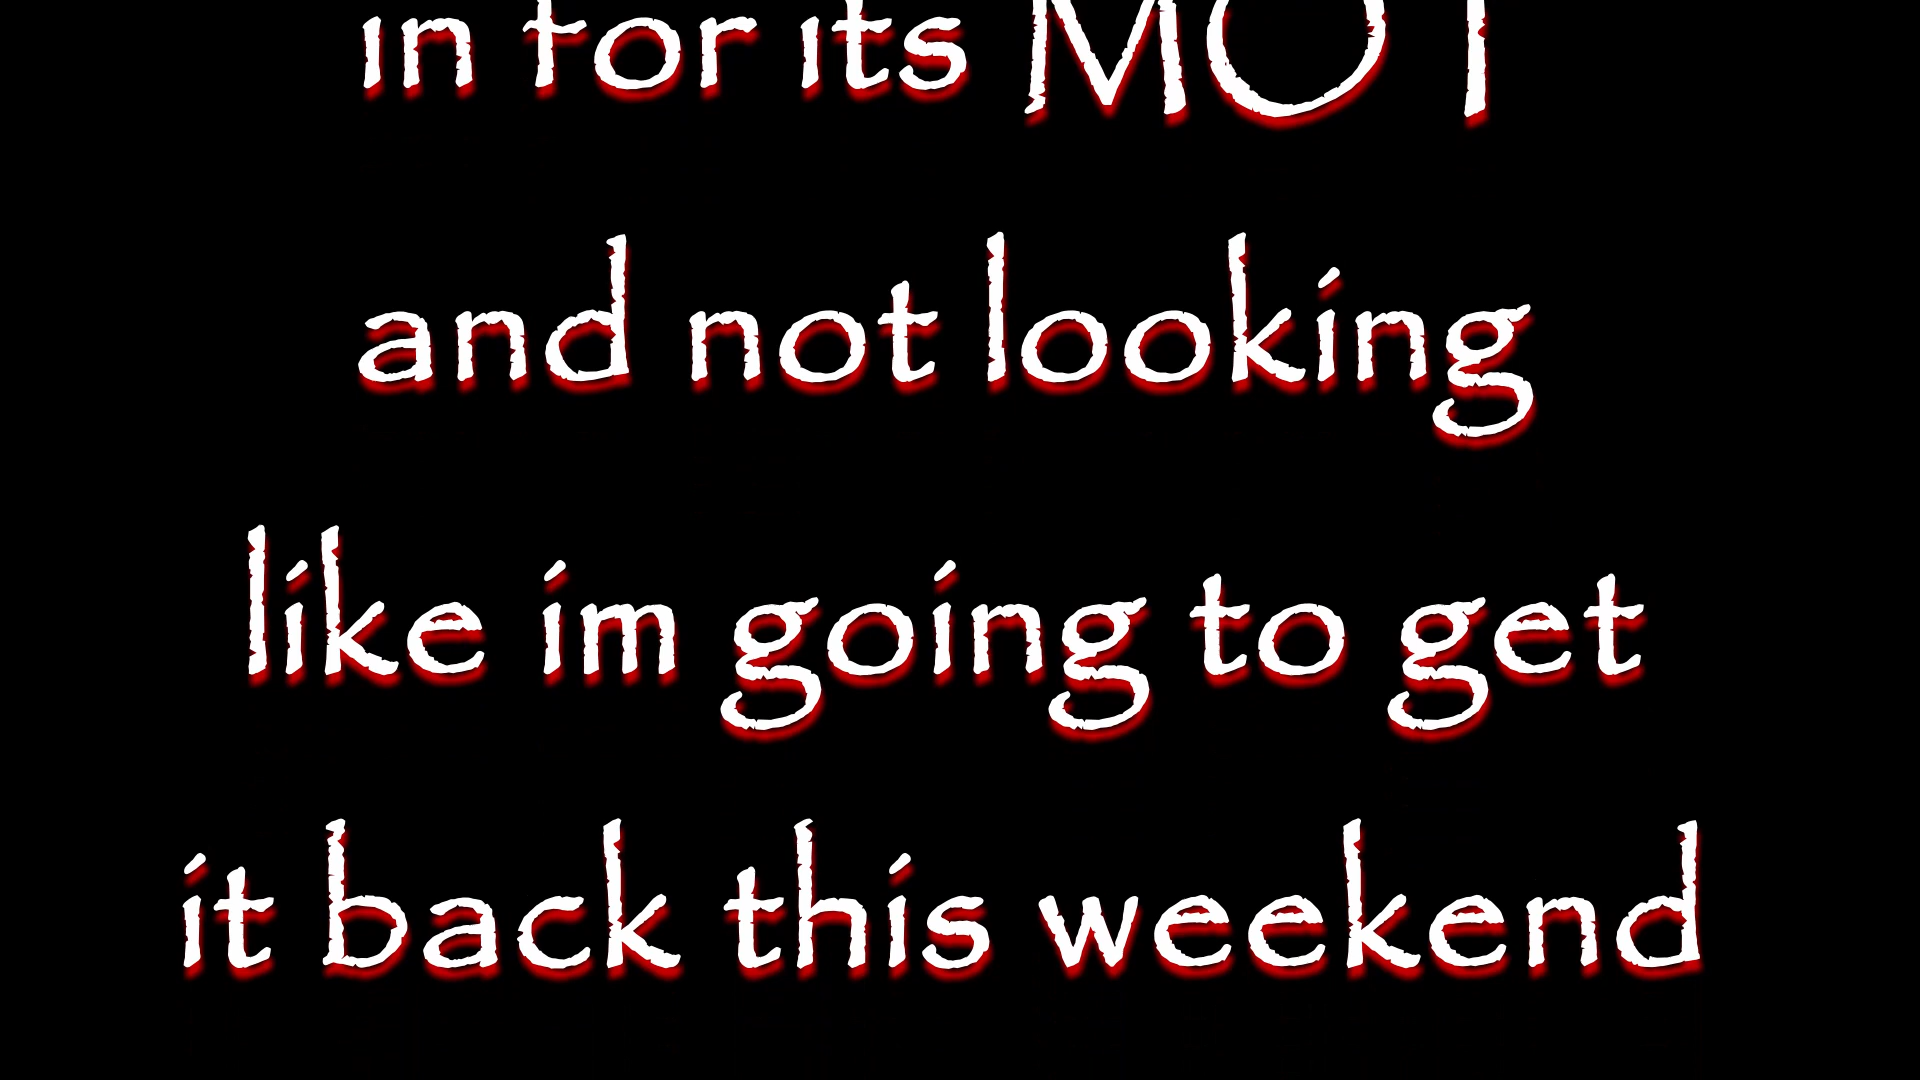 in for its MOT
and not looking
like im going to get
it back this weekend